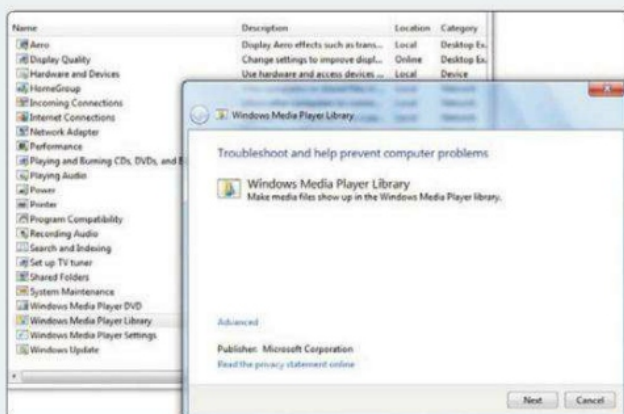 Name Description Location Category
Aero Display Aero effects such as trans... Local Desktop Ex.
Display Quality Change settings to improve displ... Online Desktop Ex.
Hardware and Devices Use hardware and access devices ... Local Device
HomeGroup
Incoming Connections
Internet Connections
Network Adapter
Performance
Playing and Burning CDs, DVDs, and
Playing Audio
Power
Printer
Program Compatibility
Recording Audio
Search and Indexing
Set up TV tuner
Shared Folders
System Maintenance
Windows Media Player DVD
Windows Media Player Library
Windows Media Player Settings
Windows Update
Windows Media Player Library
Troubleshoot and help prevent computer problems
Windows Media Player Library
Make media files show up in the Windows Media Player library.
Advanced
Publisher: Microsoft Corporation
Read the privacy statement online
Next Cancel